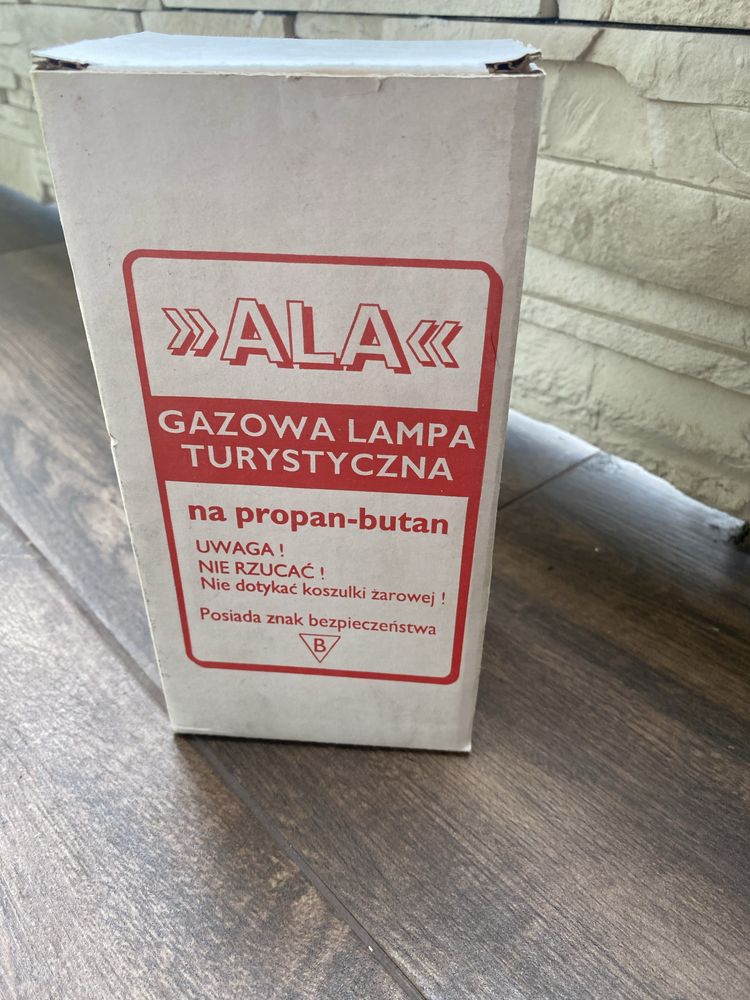 »ALA«
GAZOWA LAMPA
TURYSTYCZNA
na propan-butan
UWAGA !
NIE RZUCAĆ !
Nie dotykać koszulki żarowej !
Posiada znak bezpieczeństwa
B